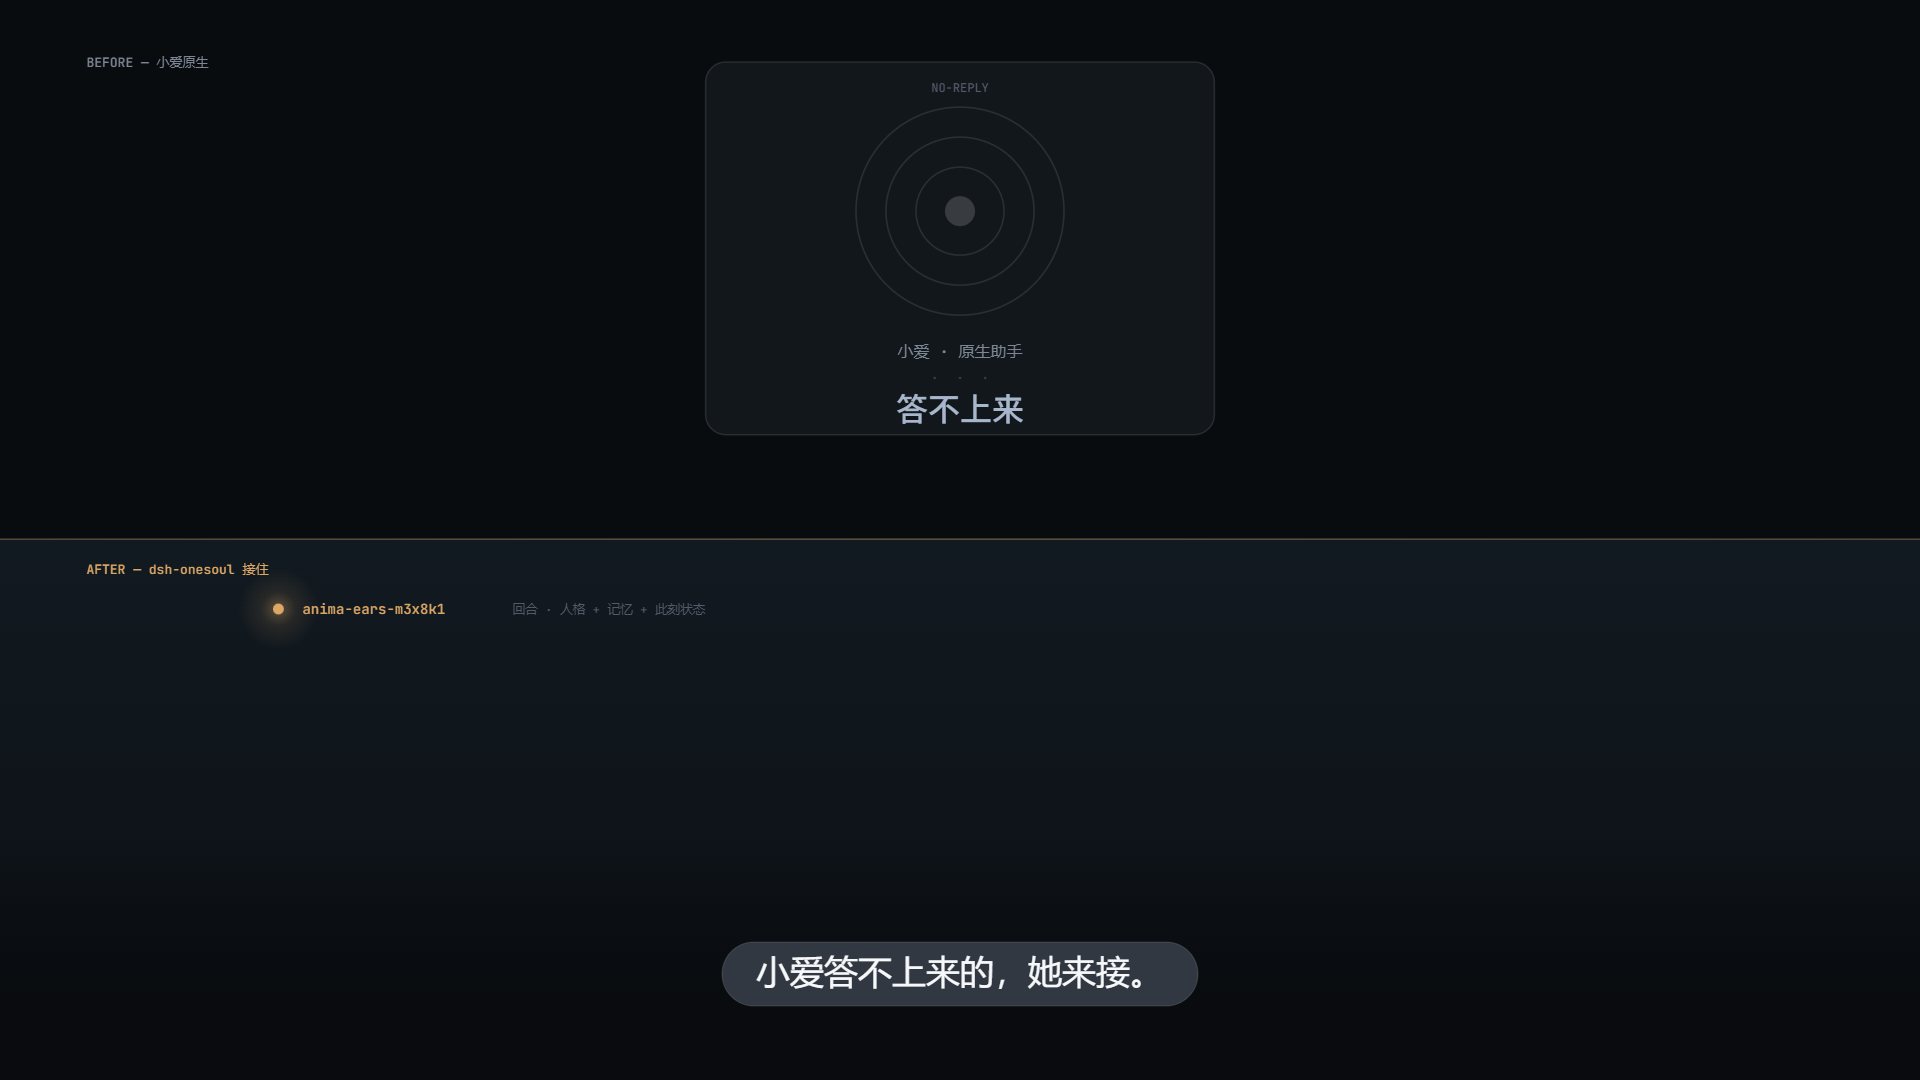 BEFORE — 小爱原生
NO-REPLY
小爱 · 原生助手
· · ·
答不上来
AFTER — dsh-onesoul 接住
anima-ears-m3x8k1 回合 · 人格 + 记忆 + 此刻状态
小爱答不上来的，她来接。